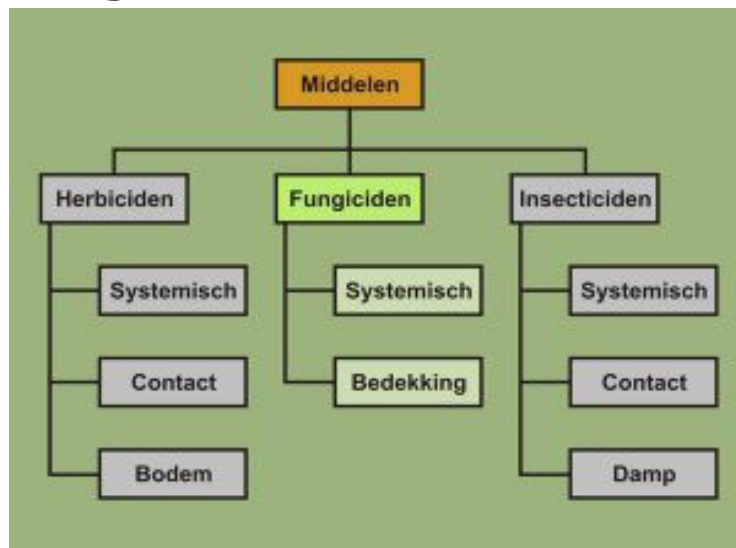 Middelen
Herbiciden
Fungiciden
Insecticiden
Systemisch
Systemisch
Systemisch
Contact
Bedekking
Contact
Bodem
Damp